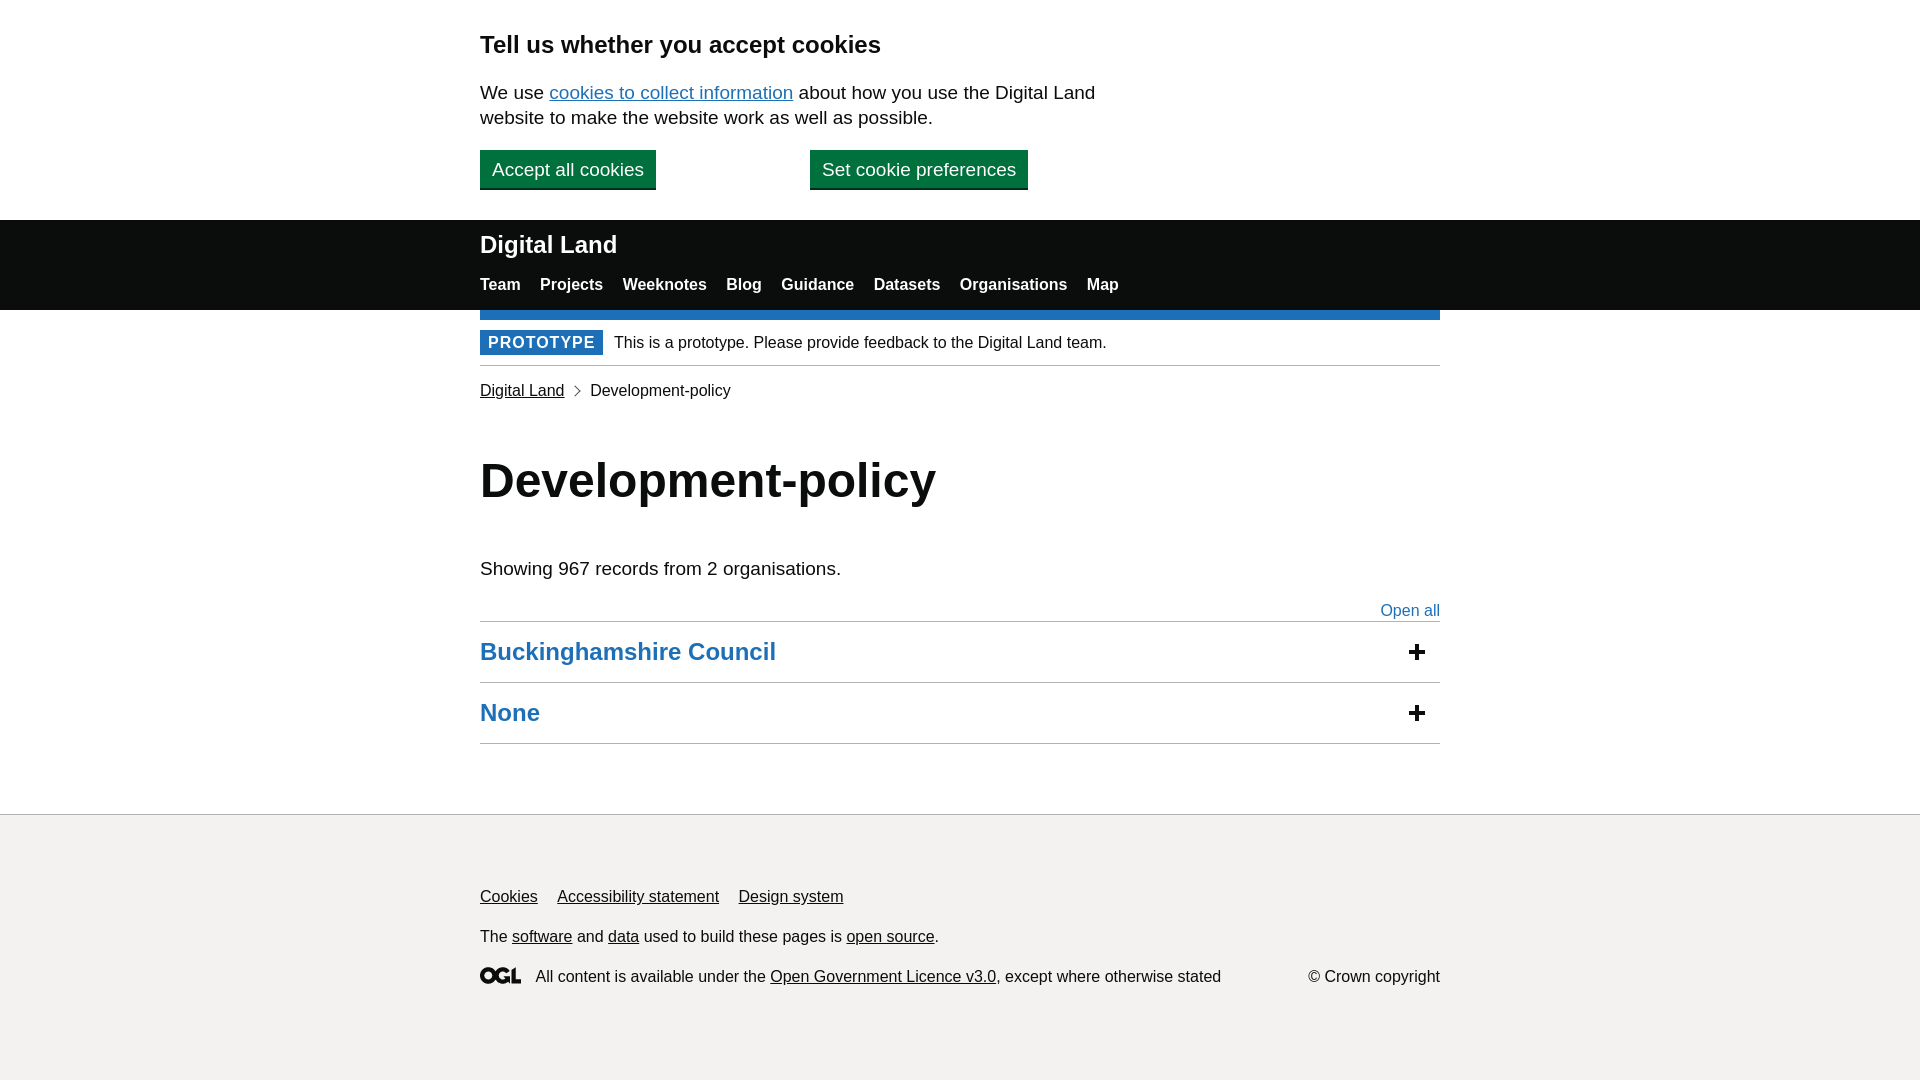 Tell us whether you accept cookies
We use cookies to collect information about how you use the Digital Land
website to make the website work as well as possible.
Accept all cookies
Set cookie preferences
Digital Land
Team Projects Weeknotes Blog Guidance Datasets Organisations Map
PROTOTYPE This is a prototype. Please provide feedback to the Digital Land team.
Digital Land Development-policy
Development-policy
Showing 967 records from 2 organisations.
Open all
Buckinghamshire Council
None
Cookies Accessibility statement Design system
The software and data used to build these pages is open source.
OGL All content is available under the Open Government Licence v3.0, except where otherwise stated
© Crown copyright